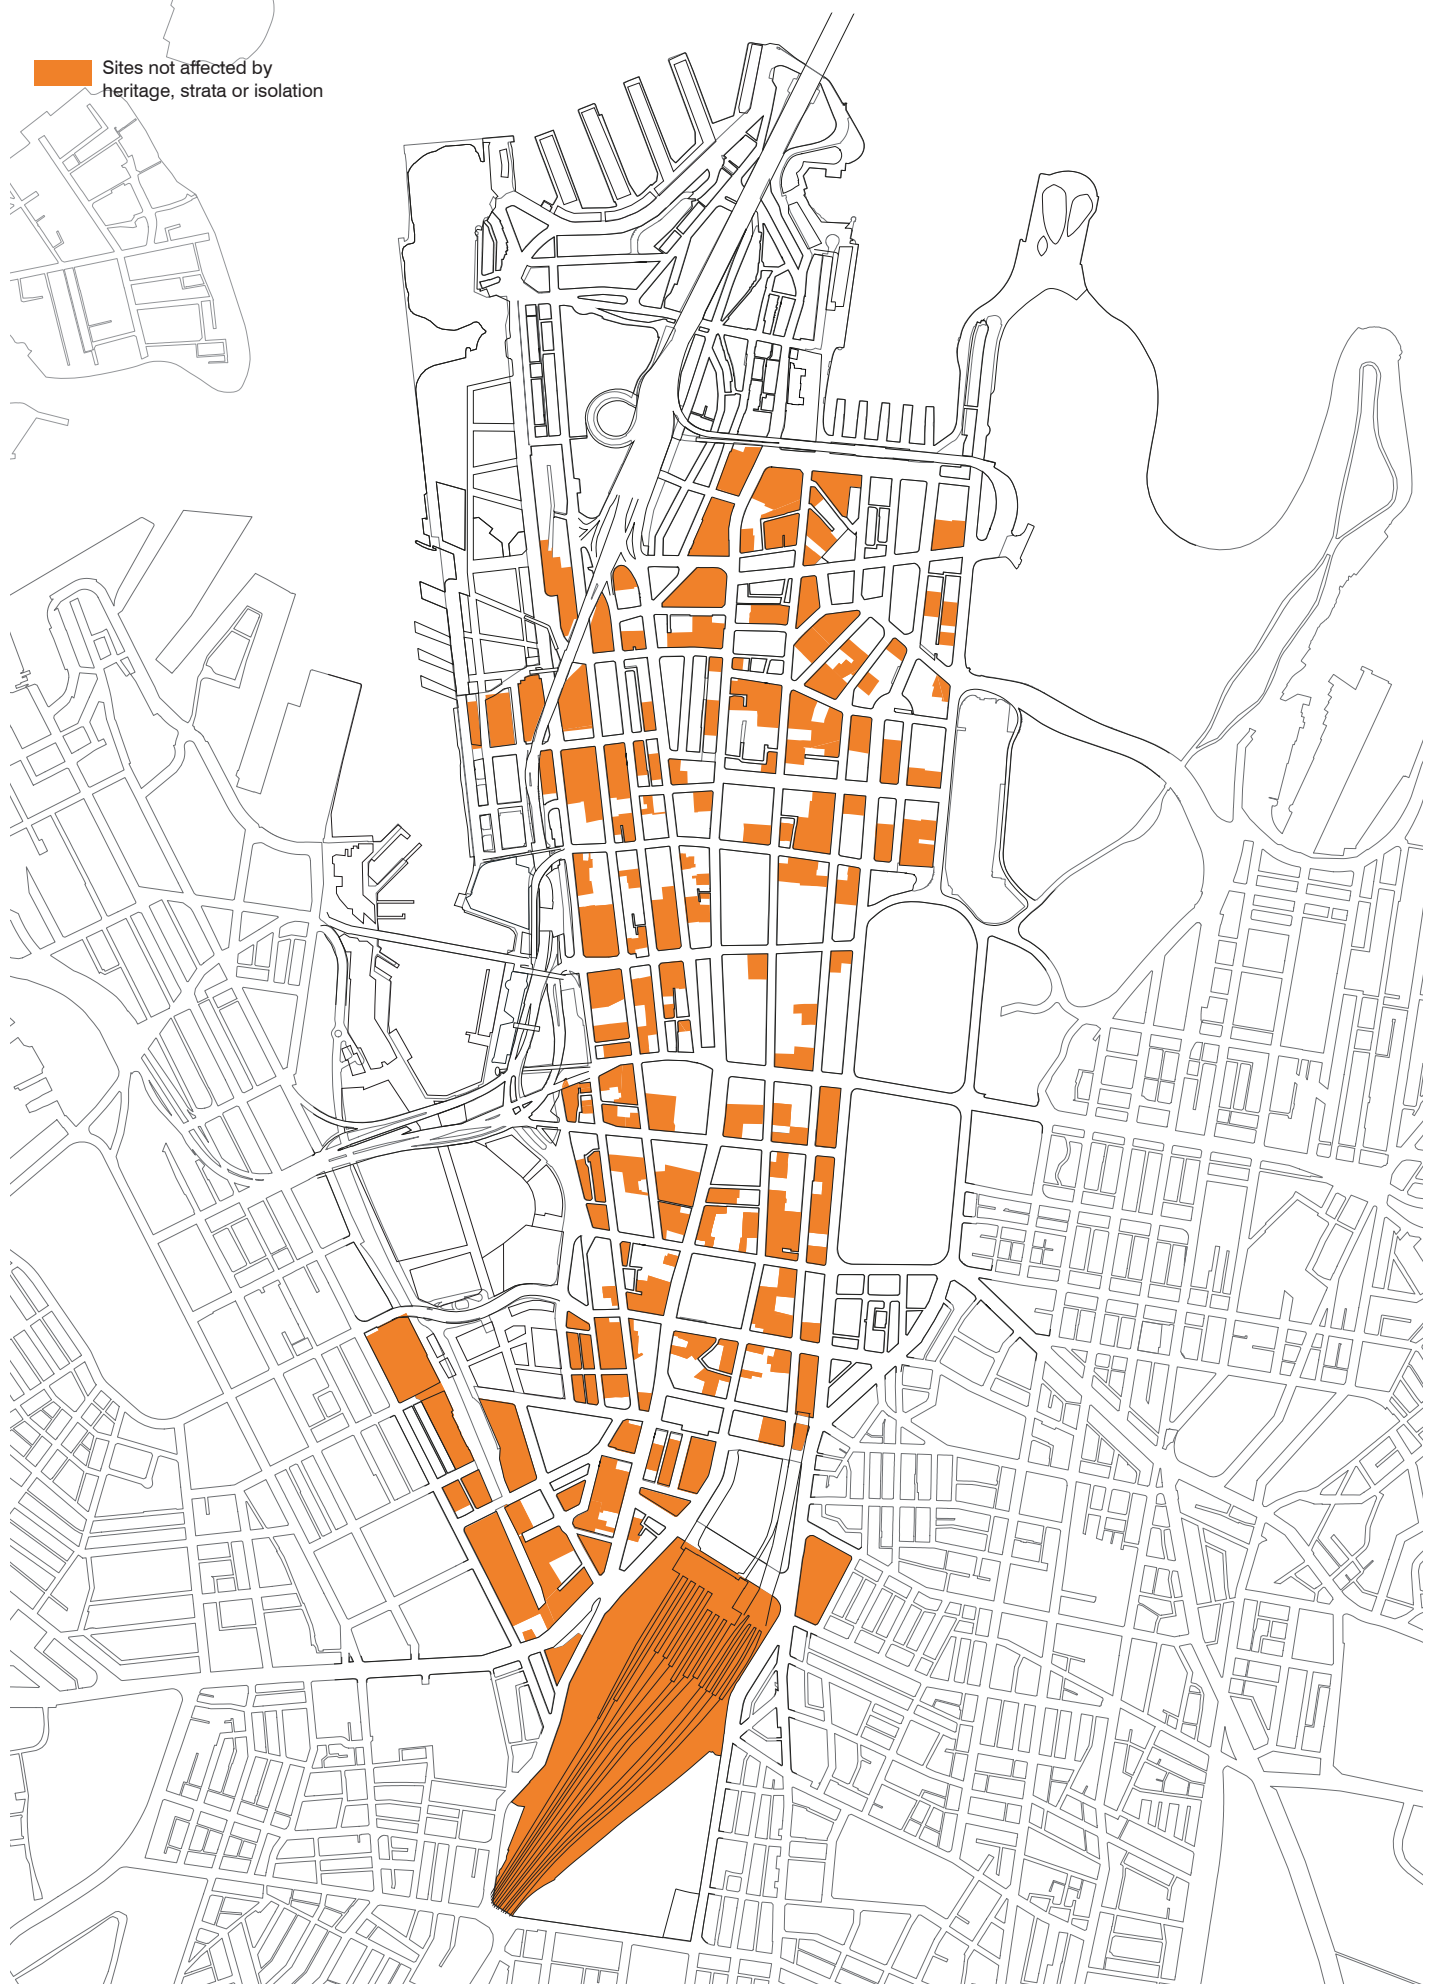 Sites not affected by
heritage, strata or isolation